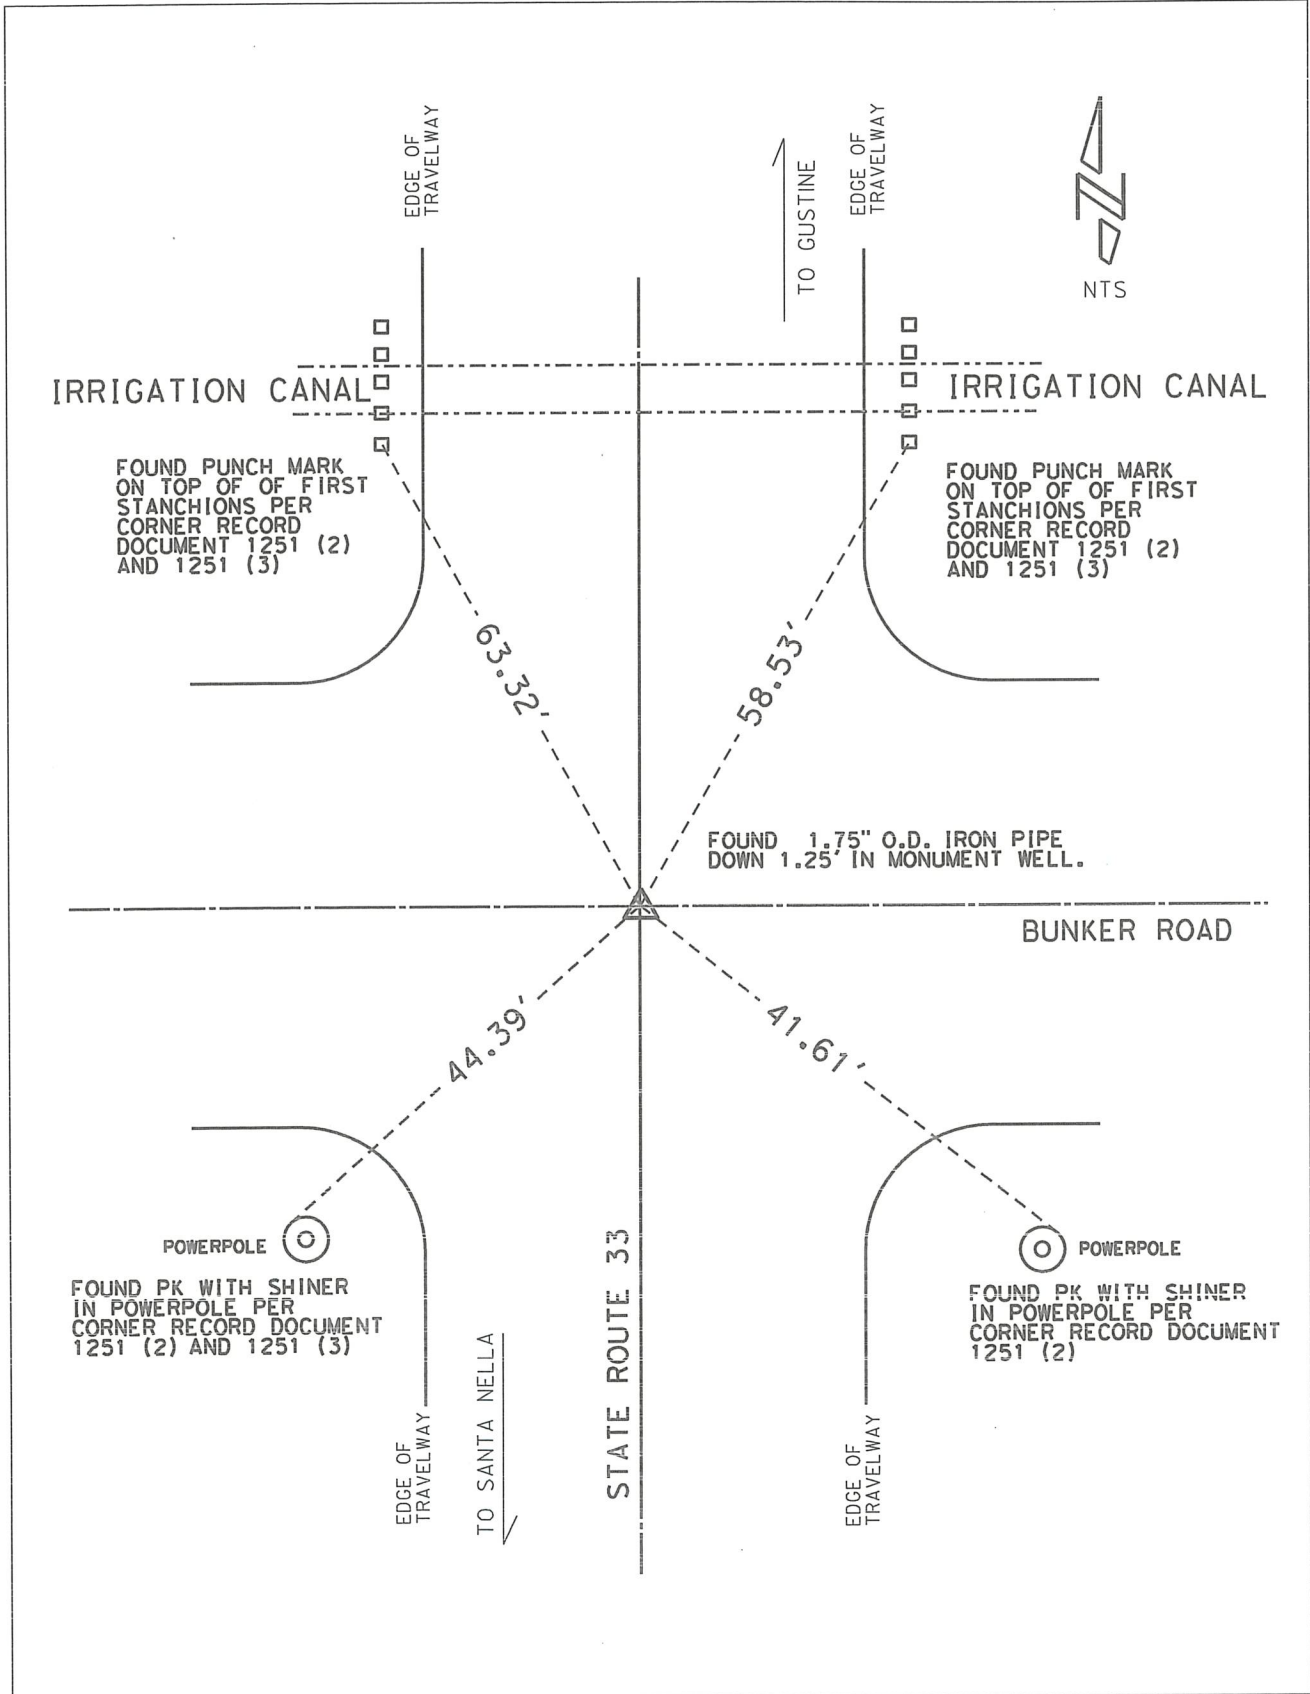 EDGE OF
TRAVELWAY
TO GUSTINE
EDGE OF
TRAVELWAY
NTS
IRRIGATION CANAL
IRRIGATION CANAL
FOUND PUNCH MARK
ON TOP OF OF FIRST
STANCHIONS PER
CORNER RECORD
DOCUMENT 1251 (2)
AND 1251 (3)
FOUND PUNCH MARK
ON TOP OF OF FIRST
STANCHIONS PER
CORNER RECORD
DOCUMENT 1251 (2)
AND 1251 (3)
63.32'
58.53'
FOUND 1.75" O.D. IRON PIPE
DOWN 1.25' IN MONUMENT WELL.
BUNKER ROAD
44.39'
41.61'
POWERPOLE
FOUND PK WITH SHINER
IN POWERPOLE PER
CORNER RECORD DOCUMENT
1251 (2) AND 1251 (3)
POWERPOLE
FOUND PK WITH SHINER
IN POWERPOLE PER
CORNER RECORD DOCUMENT
1251 (2)
STATE ROUTE 33
TO SANTA NELLA
EDGE OF
TRAVELWAY
EDGE OF
TRAVELWAY